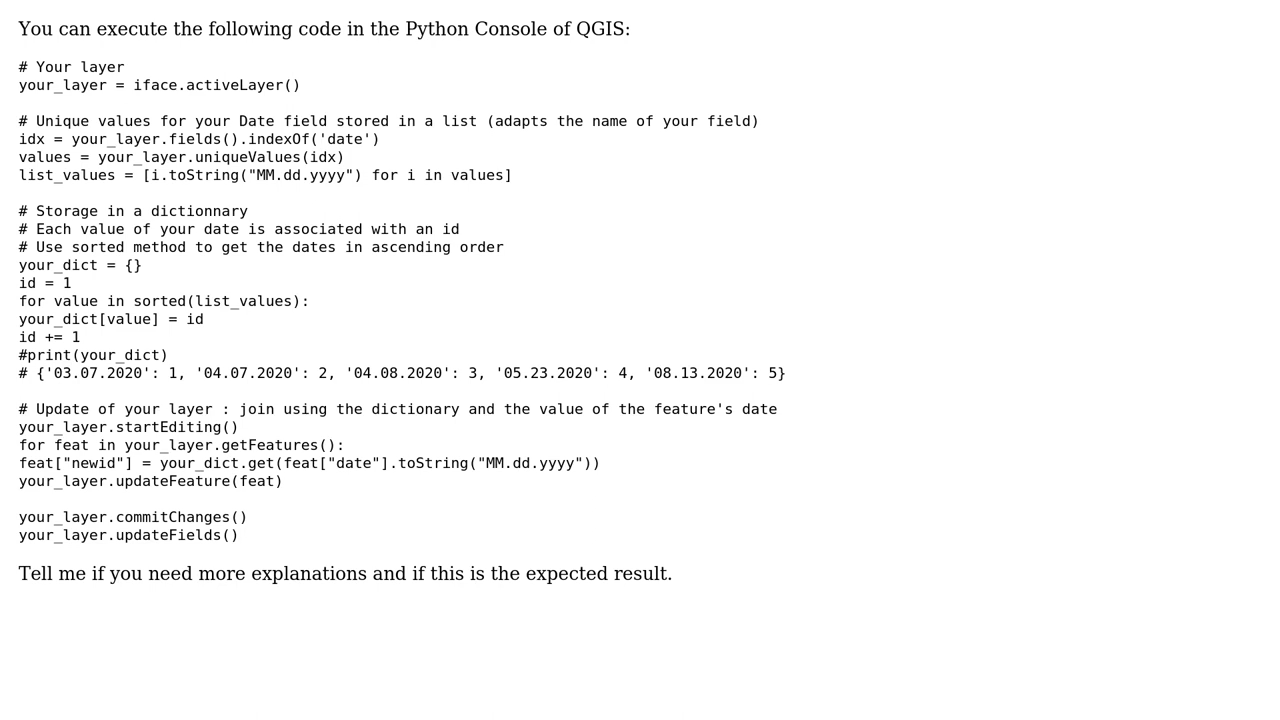 You can execute the following code in the Python Console of QGIS:
# Your layer
your_layer = iface.activeLayer()
# Unique values for your Date field stored in a list (adapts the name of your field)
idx = your_layer.fields().indexOf('date')
values = your_layer.uniqueValues(idx)
list_values = [i.toString("MM.dd.yyyy") for i in values]
# Storage in a dictionnary
# Each value of your date is associated with an id
# Use sorted method to get the dates in ascending order
your_dict = {}
id = 1
for value in sorted(list_values):
your_dict[value] = id
id += 1
#print(your_dict)
# {'03.07.2020': 1, '04.07.2020': 2, '04.08.2020': 3, '05.23.2020': 4, '08.13.2020': 5}
# Update of your layer : join using the dictionary and the value of the feature's date
your_layer.startEditing()
for feat in your_layer.getFeatures():
feat["newid"] = your_dict.get(feat["date"].toString("MM.dd.yyyy"))
your_layer.updateFeature(feat)
your_layer.commitChanges()
your_layer.updateFields()
Tell me if you need more explanations and if this is the expected result.